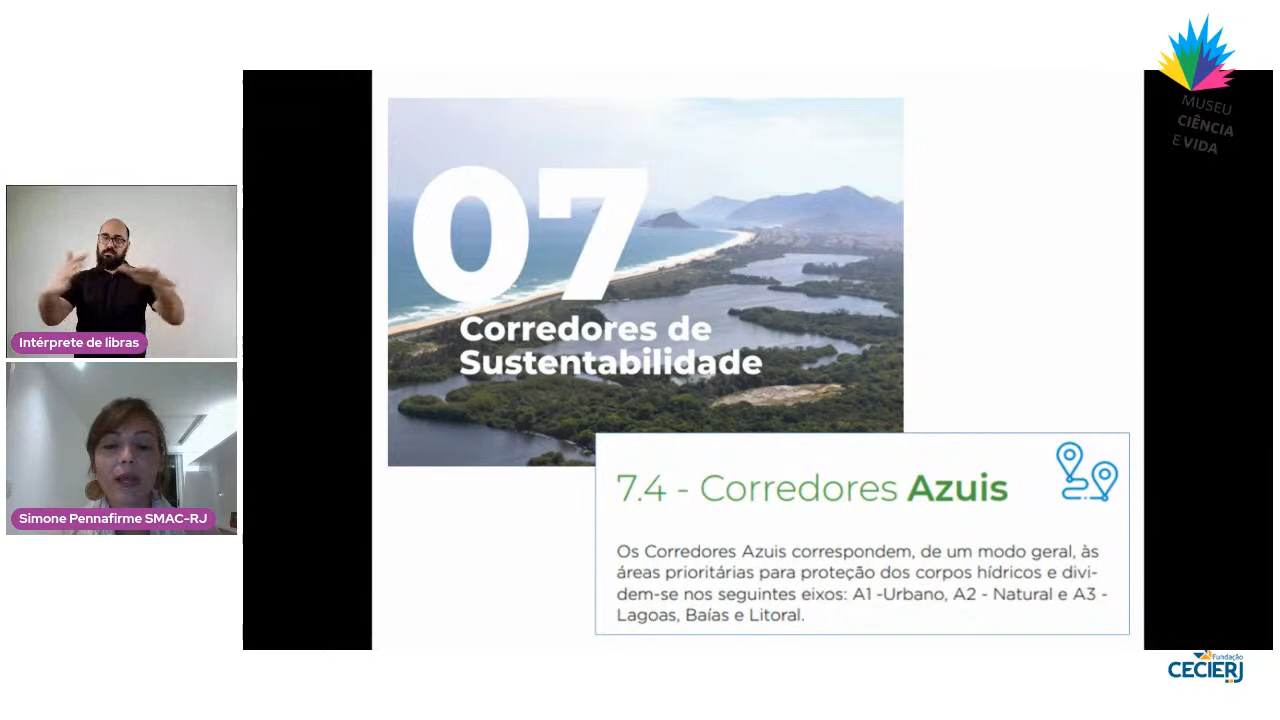 MUSEU
CIÊNCIA
E VIDA
07
Corredores de
Sustentabilidade
Intérprete de libras
7.4 - Corredores Azuis
Simone Pennafirme SMAC-RJ
Os Corredores Azuis correspondem, de um modo geral, às
áreas prioritárias para proteção dos corpos hídricos e divi-
dem-se nos seguintes eixos: A1 -Urbano, A2 - Natural e A3 -
Lagoas, Baías e Litoral.
Fundação
CECIERJ